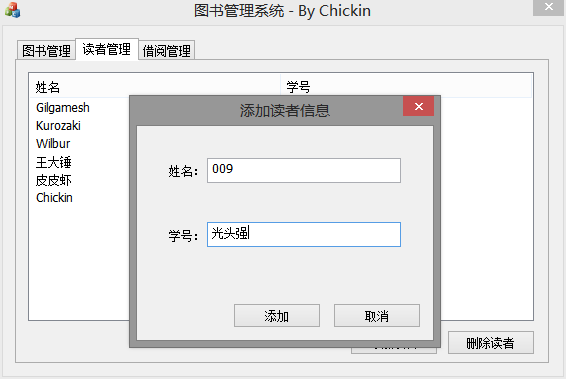 图书管理系统 - By Chickin
图书管理 读者管理 借阅管理
姓名 学号
添加读者信息
Gilgamesh
Kurozaki
Wilbur
王大锤
皮皮虾
Chickin
姓名： 009
学号： 光头强
添加 取消
删除读者